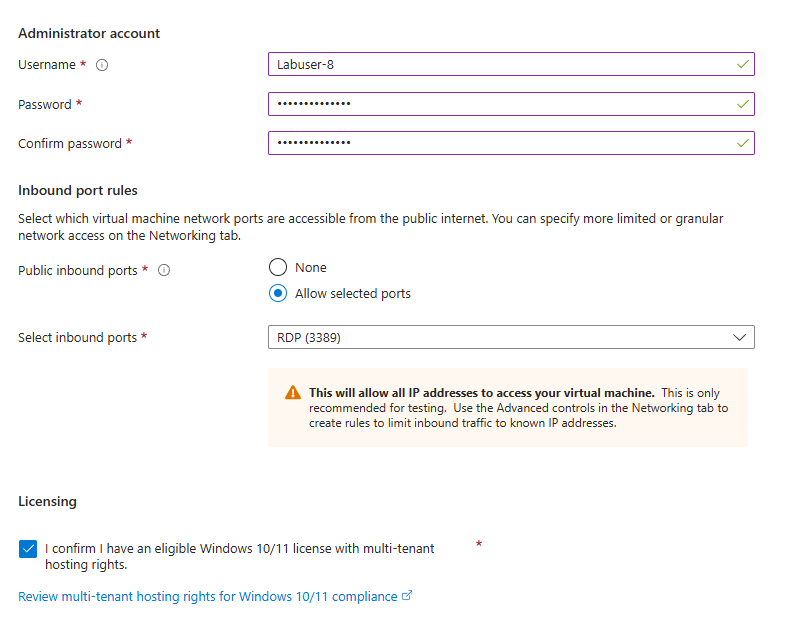 Administrator account
Username *
Labuser-8
Password *
••••••••••••••
Confirm password *
••••••••••••••
Inbound port rules
Select which virtual machine network ports are accessible from the public internet. You can specify more limited or granular
network access on the Networking tab.
Public inbound ports *
None
Allow selected ports
Select inbound ports *
RDP (3389)
This will allow all IP addresses to access your virtual machine. This is only
recommended for testing. Use the Advanced controls in the Networking tab to
create rules to limit inbound traffic to known IP addresses.
Licensing
I confirm I have an eligible Windows 10/11 license with multi-tenant *
hosting rights.
Review multi-tenant hosting rights for Windows 10/11 compliance